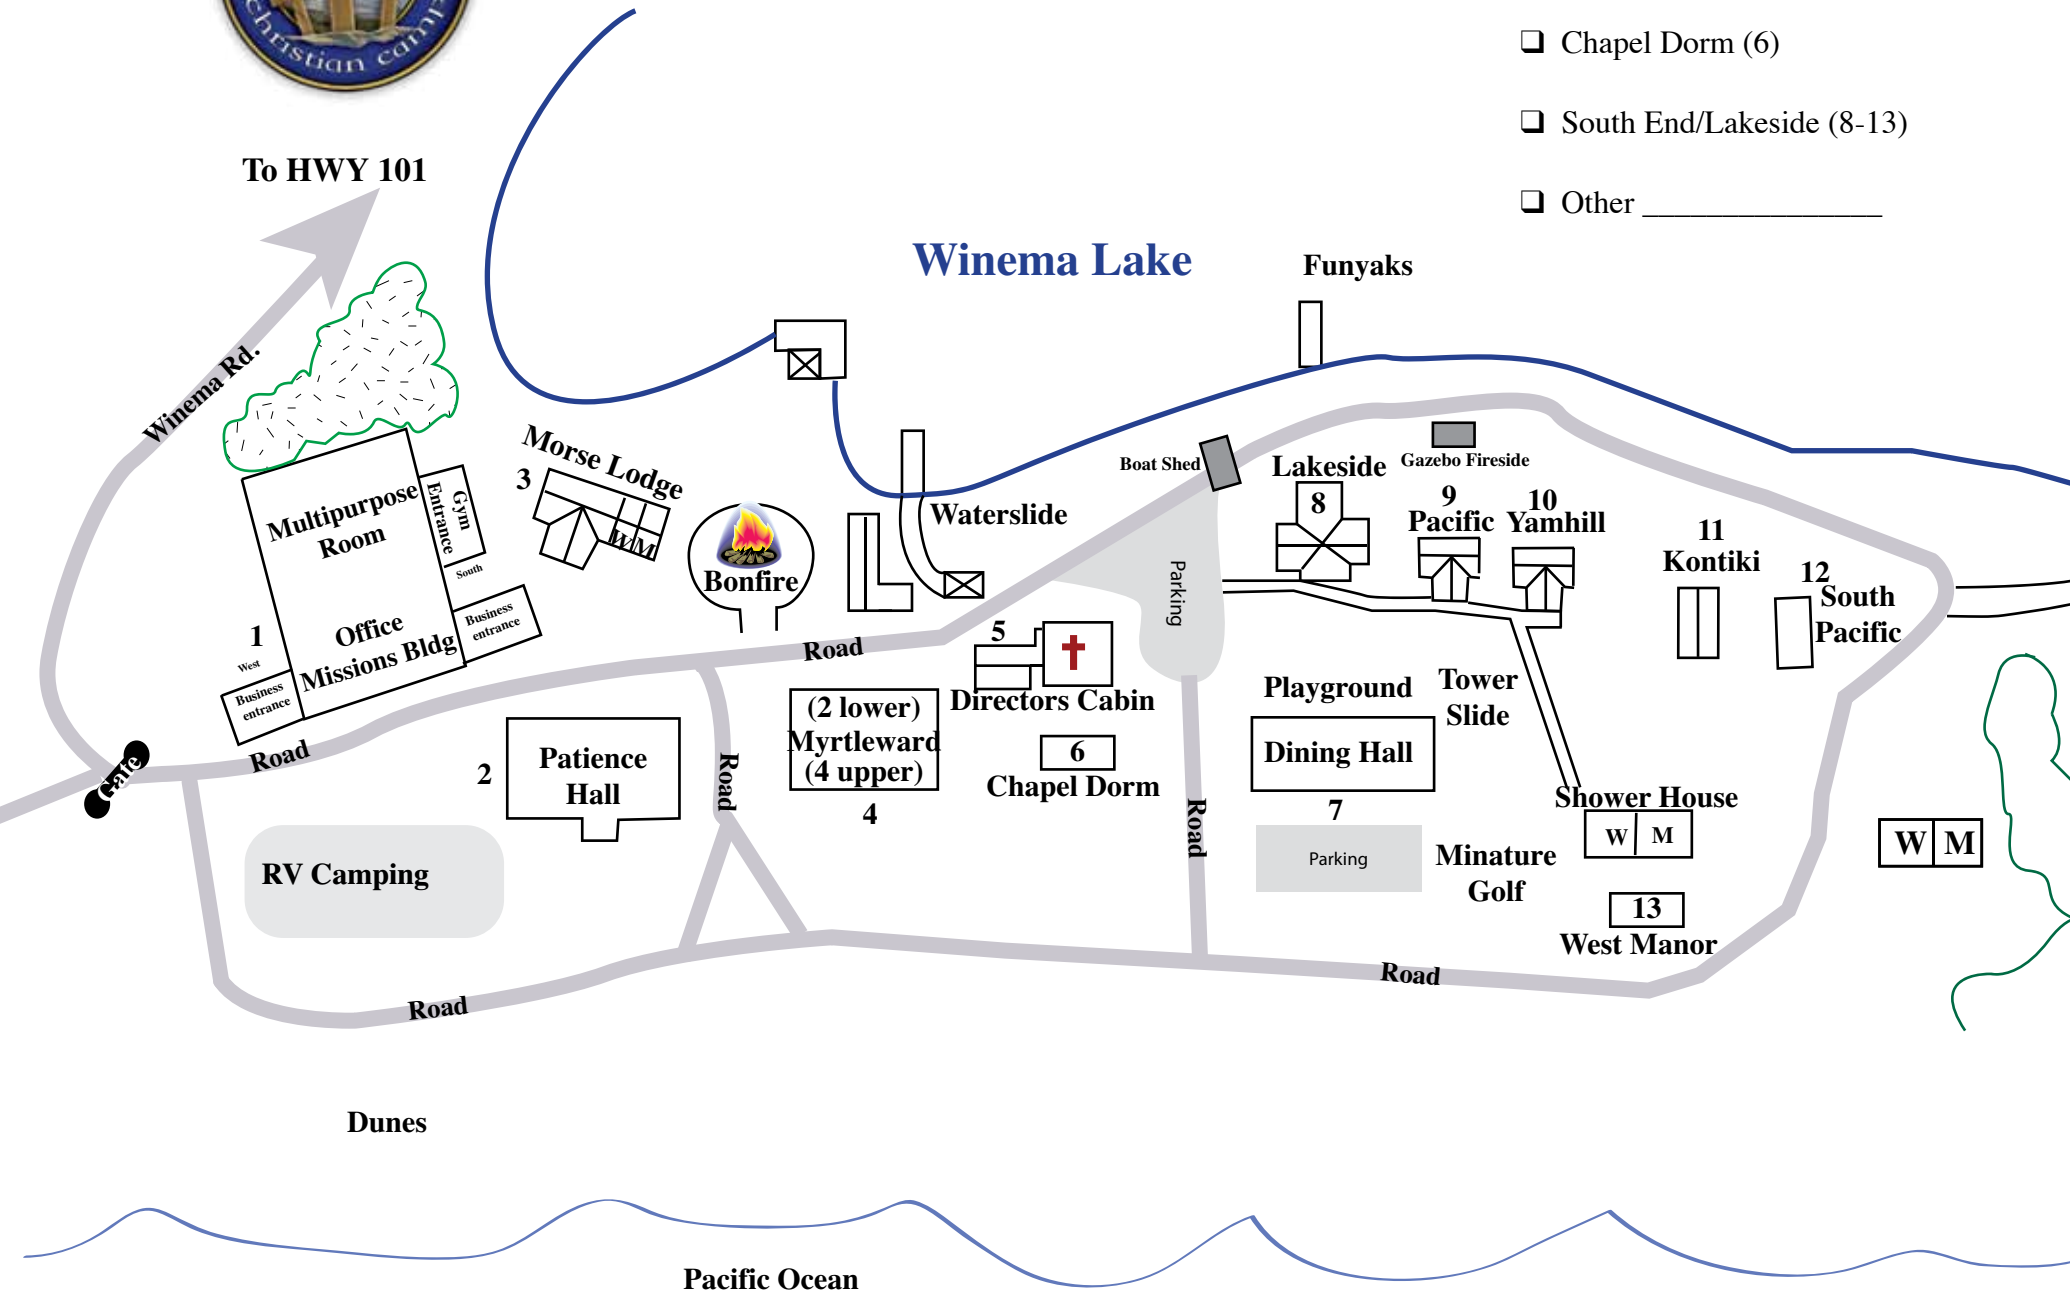 christian camp
❏ Chapel Dorm (6)
❏ South End/Lakeside (8-13)
❏ Other _______________
To HWY 101
Winema Lake
Funyaks
Winema Rd.
Morse Lodge
3
W M
Multipurpose
Room
Gym
Entrance
South
Business
entrance
Office
Missions Bldg
1
West
Business
entrance
Bonfire
Waterslide
Boat Shed
Lakeside
8
Gazebo Fireside
9
Pacific
10
Yamhill
11
Kontiki
12
South
Pacific
Parking
Road
5
Directors Cabin
(2 lower)
Myrtleward
(4 upper)
4
6
Chapel Dorm
Playground
Tower
Slide
Dining Hall
7
Parking
Minature
Golf
Shower House
W M
13
West Manor
W M
Gate
Road
2
Patience
Hall
Road
Road
RV Camping
Road
Road
Dunes
Pacific Ocean